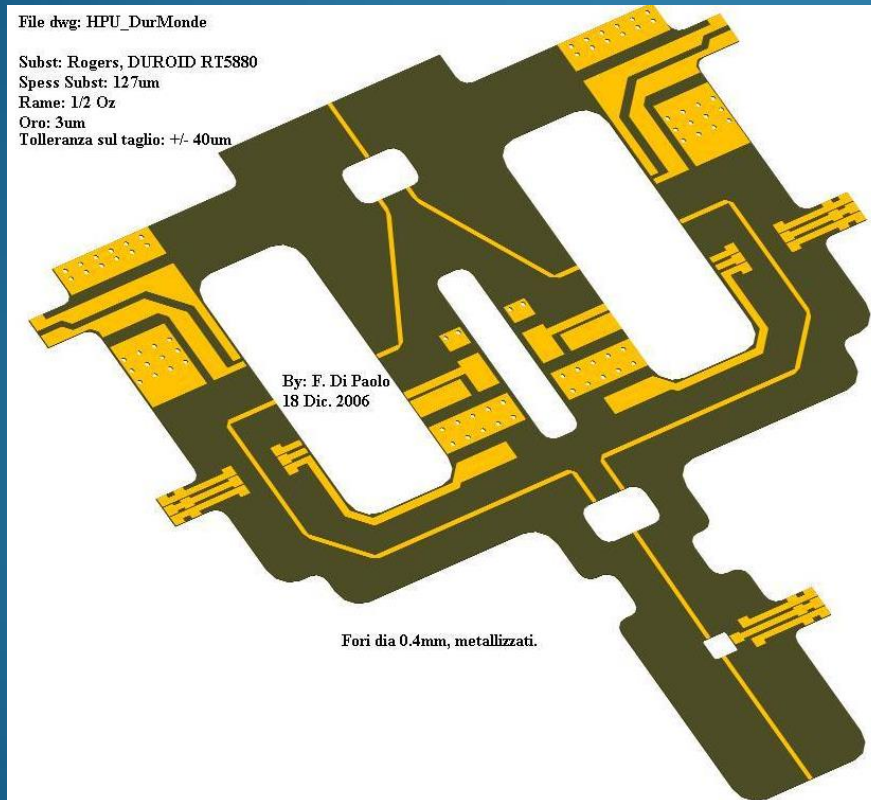 File dwg: HPU_DurMonde
Subst: Rogers, DUROID RT5880
Spess Subst: 127um
Rame: 1/2 Oz
Oro: 3um
Tolleranza sul taglio: +/- 40um
By: F. Di Paolo
18 Dic. 2006
Fori dia 0.4mm, metallizzati.